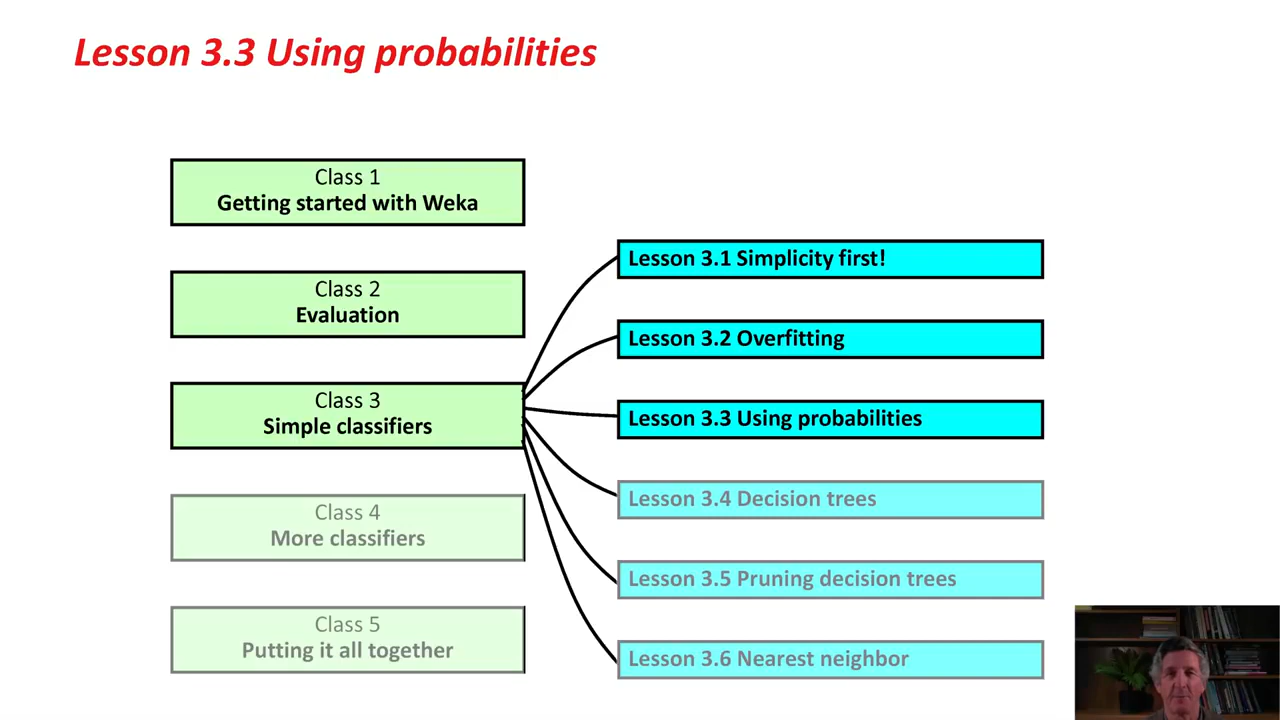 Lesson 3.3 Using probabilities
Class 1
Getting started with Weka
Class 2
Evaluation
Class 3
Simple classifiers
Class 4
More classifiers
Class 5
Putting it all together
Lesson 3.1 Simplicity first!
Lesson 3.2 Overfitting
Lesson 3.3 Using probabilities
Lesson 3.4 Decision trees
Lesson 3.5 Pruning decision trees
Lesson 3.6 Nearest neighbor